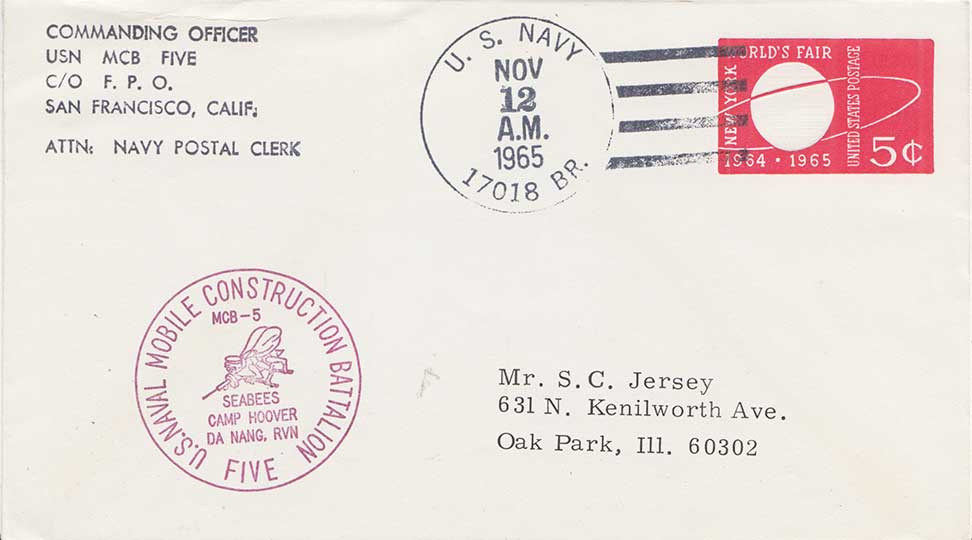 COMMANDING OFFICER
USN MCB FIVE
C/O F. P. O.
SAN FRANCISCO, CALIF;
ATTN: NAVY POSTAL CLERK
U. S. NAVY
NOV
12
A.M.
1965
17018 BR.
NEW YORK WORLD'S FAIR
1964 · 1965
UNITED STATES POSTAGE
5¢
U.S. NAVAL MOBILE CONSTRUCTION BATTALION
FIVE
MCB-5
SEABEES
CAMP HOOVER
DA NANG, RVN
Mr. S. C. Jersey
631 N. Kenilworth Ave.
Oak Park, Ill. 60302